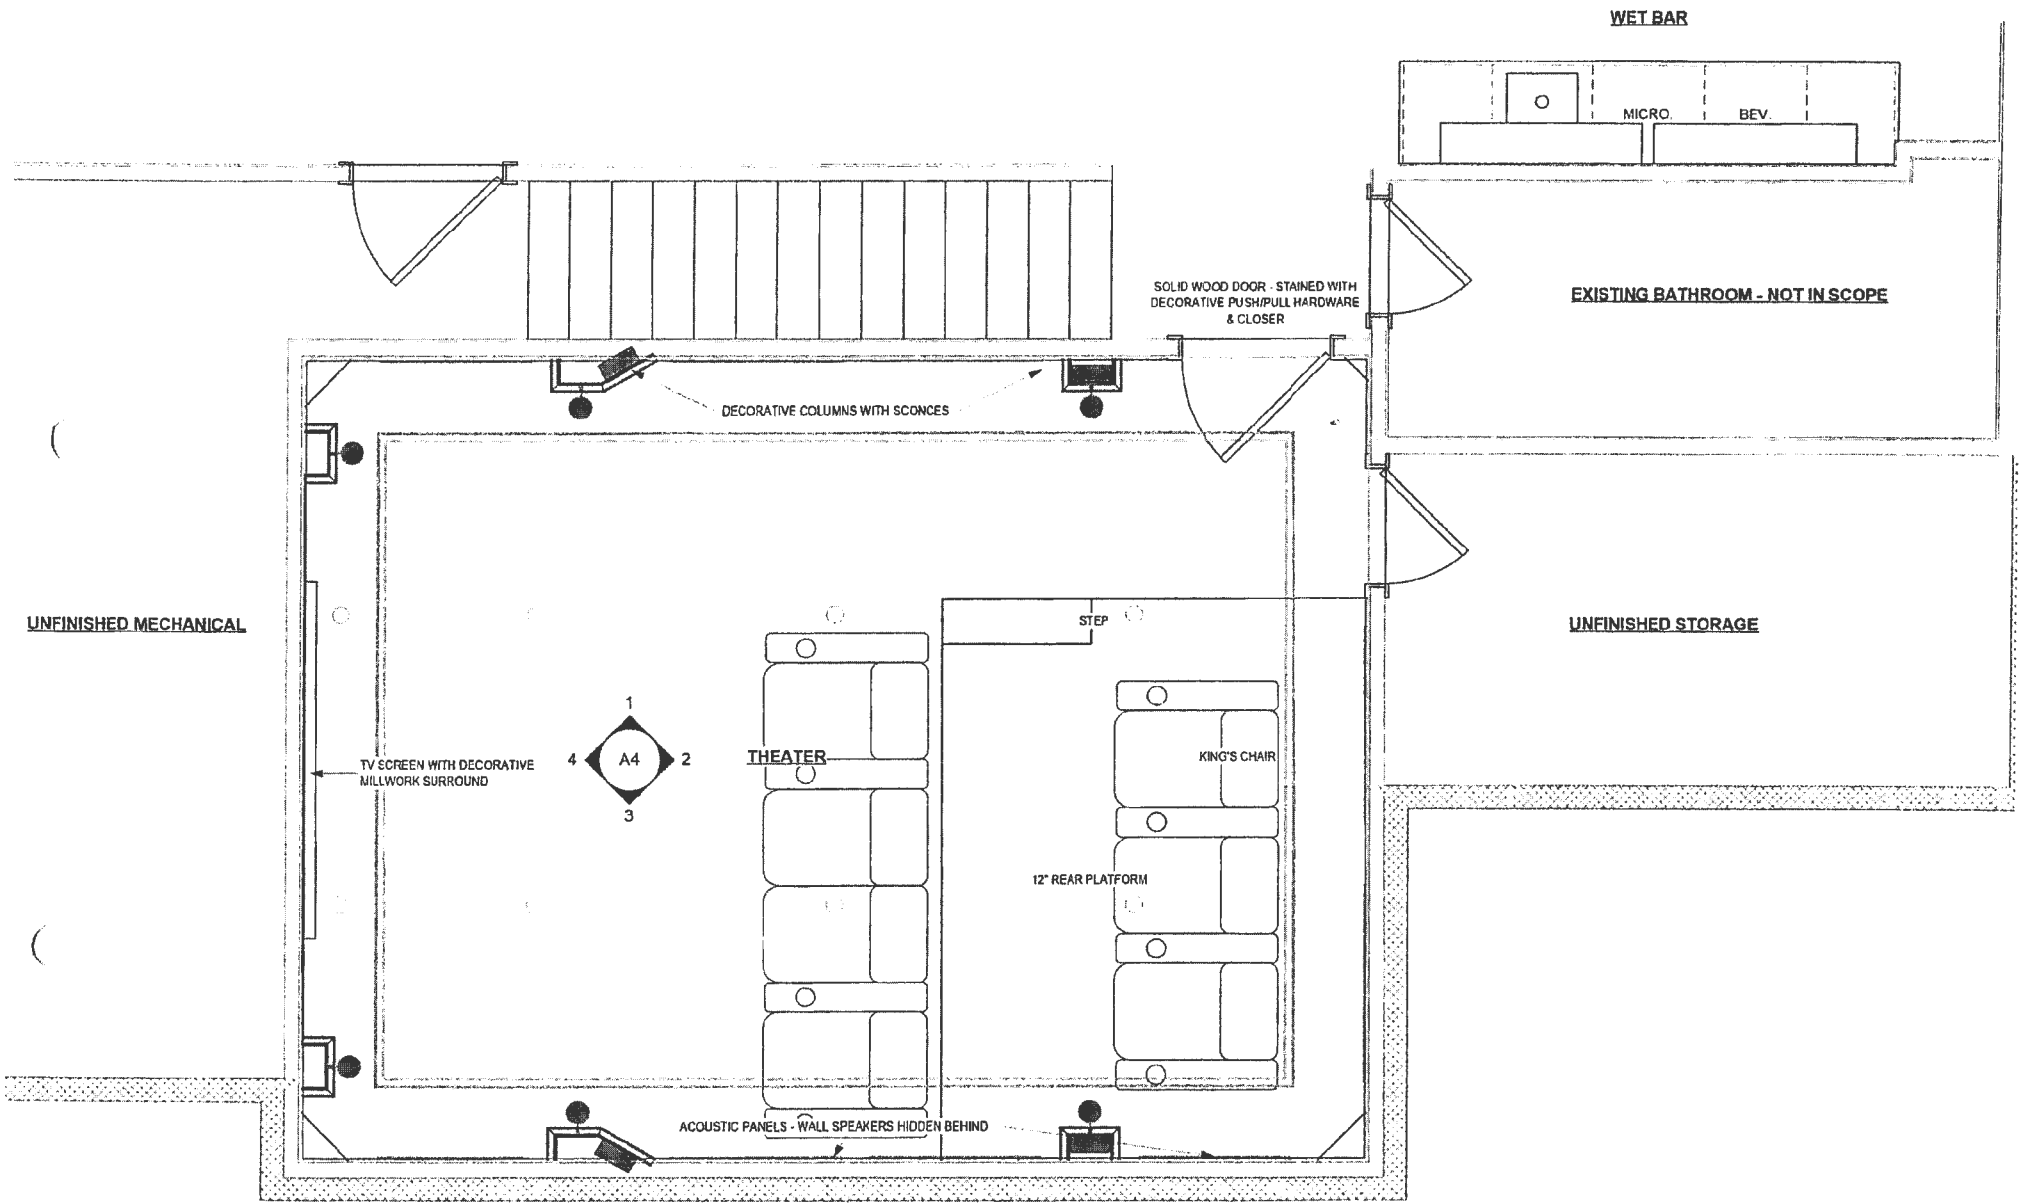 WET BAR
MICRO.
BEV.
SOLID WOOD DOOR - STAINED WITH
DECORATIVE PUSH/PULL HARDWARE
& CLOSER
EXISTING BATHROOM - NOT IN SCOPE
DECORATIVE COLUMNS WITH SCONCES
UNFINISHED MECHANICAL
STEP
UNFINISHED STORAGE
1
4
A4
2
3
THEATER
KING'S CHAIR
TV SCREEN WITH DECORATIVE
MILLWORK SURROUND
12" REAR PLATFORM
ACOUSTIC PANELS - WALL SPEAKERS HIDDEN BEHIND